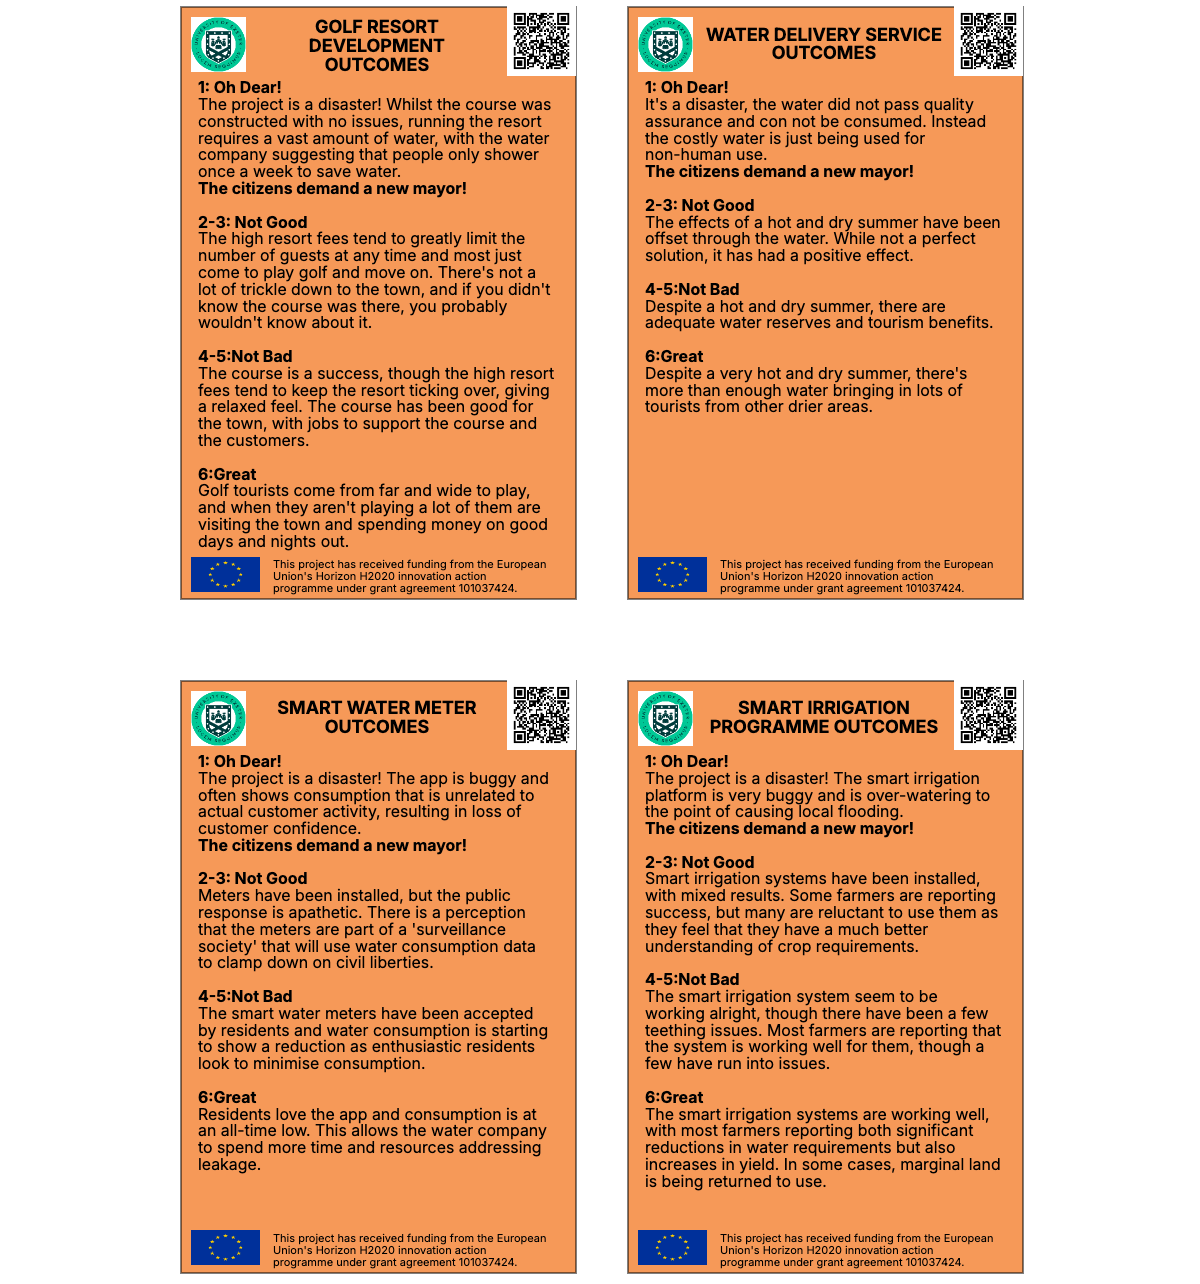 GOLF RESORT
DEVELOPMENT
OUTCOMES
1: Oh Dear!
The project is a disaster! Whilst the course was
constructed with no issues, running the resort
requires a vast amount of water, with the water
company suggesting that people only shower
once a week to save water.
The citizens demand a new mayor!
2-3: Not Good
The high resort fees tend to greatly limit the
number of guests at any time and most just
come to play golf and move on. There's not a
lot of trickle down to the town, and if you didn't
know the course was there, you probably
wouldn't know about it.
4-5:Not Bad
The course is a success, though the high resort
fees tend to keep the resort ticking over, giving
a relaxed feel. The course has been good for
the town, with jobs to support the course and
the customers.
6:Great
Golf tourists come from far and wide to play,
and when they aren't playing a lot of them are
visiting the town and spending money on good
days and nights out.
This project has received funding from the European
Union's Horizon H2020 innovation action
programme under grant agreement 101037424.
WATER DELIVERY SERVICE
OUTCOMES
1: Oh Dear!
It's a disaster, the water did not pass quality
assurance and con not be consumed. Instead
the costly water is just being used for
non-human use.
The citizens demand a new mayor!
2-3: Not Good
The effects of a hot and dry summer have been
offset through the water. While not a perfect
solution, it has had a positive effect.
4-5:Not Bad
Despite a hot and dry summer, there are
adequate water reserves and tourism benefits.
6:Great
Despite a very hot and dry summer, there's
more than enough water bringing in lots of
tourists from other drier areas.
This project has received funding from the European
Union's Horizon H2020 innovation action
programme under grant agreement 101037424.
SMART WATER METER
OUTCOMES
1: Oh Dear!
The project is a disaster! The app is buggy and
often shows consumption that is unrelated to
actual customer activity, resulting in loss of
customer confidence.
The citizens demand a new mayor!
2-3: Not Good
Meters have been installed, but the public
response is apathetic. There is a perception
that the meters are part of a 'surveillance
society' that will use water consumption data
to clamp down on civil liberties.
4-5:Not Bad
The smart water meters have been accepted
by residents and water consumption is starting
to show a reduction as enthusiastic residents
look to minimise consumption.
6:Great
Residents love the app and consumption is at
an all-time low. This allows the water company
to spend more time and resources addressing
leakage.
This project has received funding from the European
Union's Horizon H2020 innovation action
programme under grant agreement 101037424.
SMART IRRIGATION
PROGRAMME OUTCOMES
1: Oh Dear!
The project is a disaster! The smart irrigation
platform is very buggy and is over-watering to
the point of causing local flooding.
The citizens demand a new mayor!
2-3: Not Good
Smart irrigation systems have been installed,
with mixed results. Some farmers are reporting
success, but many are reluctant to use them as
they feel that they have a much better
understanding of crop requirements.
4-5:Not Bad
The smart irrigation system seem to be
working alright, though there have been a few
teething issues. Most farmers are reporting that
the system is working well for them, though a
few have run into issues.
6:Great
The smart irrigation systems are working well,
with most farmers reporting both significant
reductions in water requirements but also
increases in yield. In some cases, marginal land
is being returned to use.
This project has received funding from the European
Union's Horizon H2020 innovation action
programme under grant agreement 101037424.